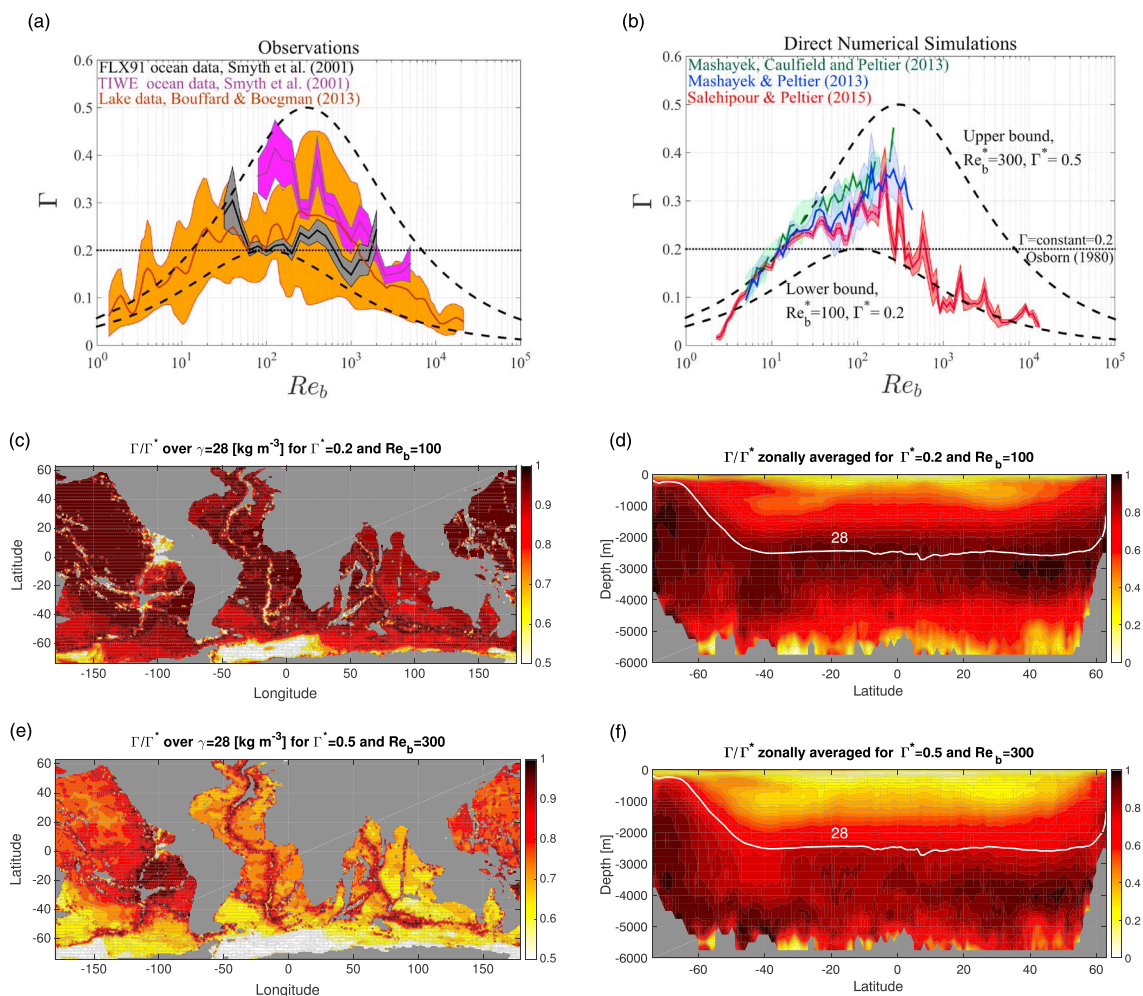 (a)
Observations
FLX91 ocean data, Smyth et al. (2001)
TIWE ocean data, Smyth et al. (2001)
Lake data, Bouffard & Boegman (2013)
0.6
0.5
0.4
0.3
0.2
0.1
0
Γ
10^0 10^1 10^2 10^3 10^4 10^5
Re_b
(b)
Direct Numerical Simulations
Mashayek, Caulfield and Peltier (2013)
Mashayek & Peltier (2013)
Salehipour & Peltier (2015)
Upper bound,
Re_b^*=300, Γ^*= 0.5
Γ=constant=0.2
Osborn (1980)
Lower bound,
Re_b^*=100, Γ^*= 0.2
0.6
0.5
0.4
0.3
0.2
0.1
0
Γ
10^0 10^1 10^2 10^3 10^4 10^5
Re_b
(c)
Γ/Γ^* over γ=28 [kg m^-3] for Γ^*=0.2 and Re_b=100
60
40
20
0
-20
-40
-60
Latitude
-150 -100 -50 0 50 100 150
Longitude
1
0.9
0.8
0.7
0.6
0.5
(d)
Γ/Γ^* zonally averaged for Γ^*=0.2 and Re_b=100
0
-1000
-2000
-3000
-4000
-5000
-6000
Depth [m]
28
-60 -40 -20 0 20 40 60
Latitude
1
0.8
0.6
0.4
0.2
0
(e)
Γ/Γ^* over γ=28 [kg m^-3] for Γ^*=0.5 and Re_b=300
60
40
20
0
-20
-40
-60
Latitude
-150 -100 -50 0 50 100 150
Longitude
1
0.9
0.8
0.7
0.6
0.5
(f)
Γ/Γ^* zonally averaged for Γ^*=0.5 and Re_b=300
0
-1000
-2000
-3000
-4000
-5000
-6000
Depth [m]
28
-60 -40 -20 0 20 40 60
Latitude
1
0.8
0.6
0.4
0.2
0